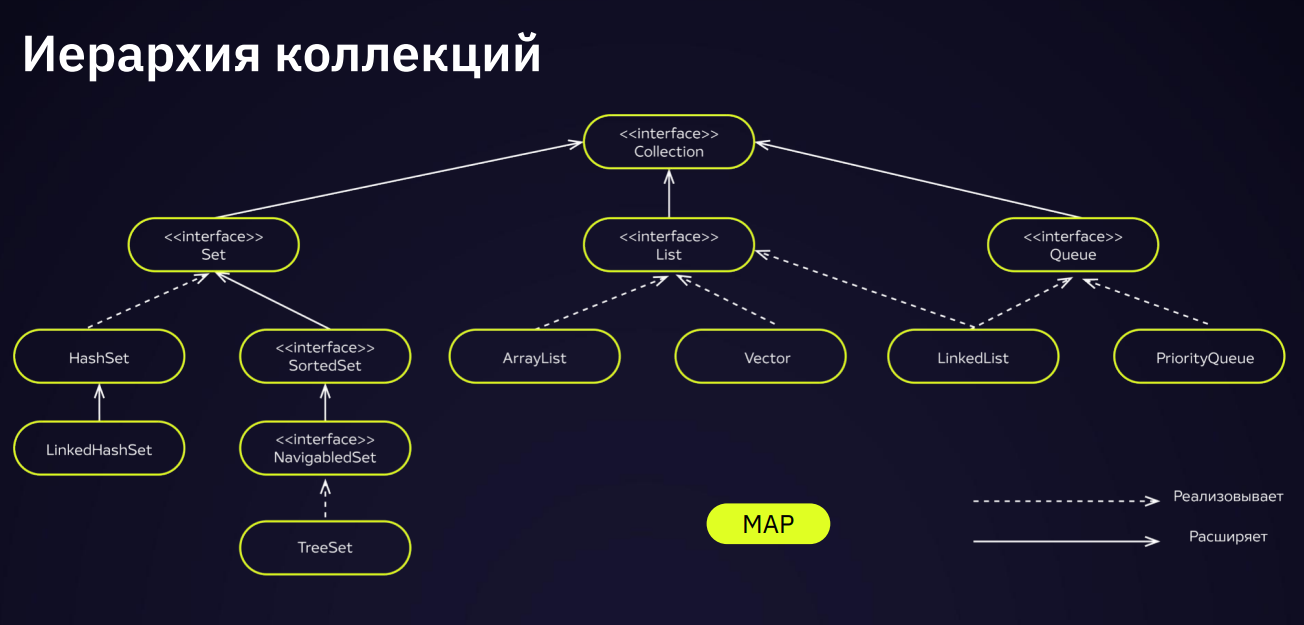 Иерархия коллекций
<<interface>>
Collection
<<interface>>
Set
<<interface>>
List
<<interface>>
Queue
HashSet
<<interface>>
SortedSet
ArrayList
Vector
LinkedList
PriorityQueue
LinkedHashSet
<<interface>>
NavigabledSet
TreeSet
MAP
Реализовывает
Расширяет